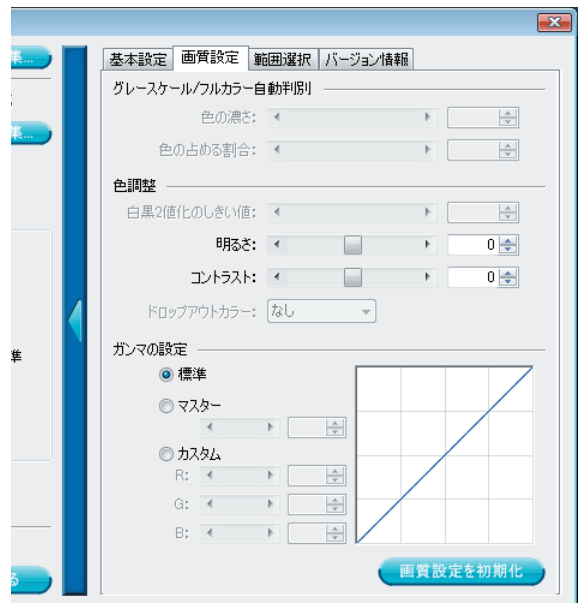 集...
集...
準
る
基本設定 画質設定 範囲選択 バージョン情報
グレースケール/フルカラー自動判別
色の濃さ:
色の占める割合:
色調整
白黒2値化のしきい値:
明るさ: 0
コントラスト: 0
ドロップアウトカラー: なし
ガンマの設定
標準
マスター
カスタム
R:
G:
B:
画質設定を初期化